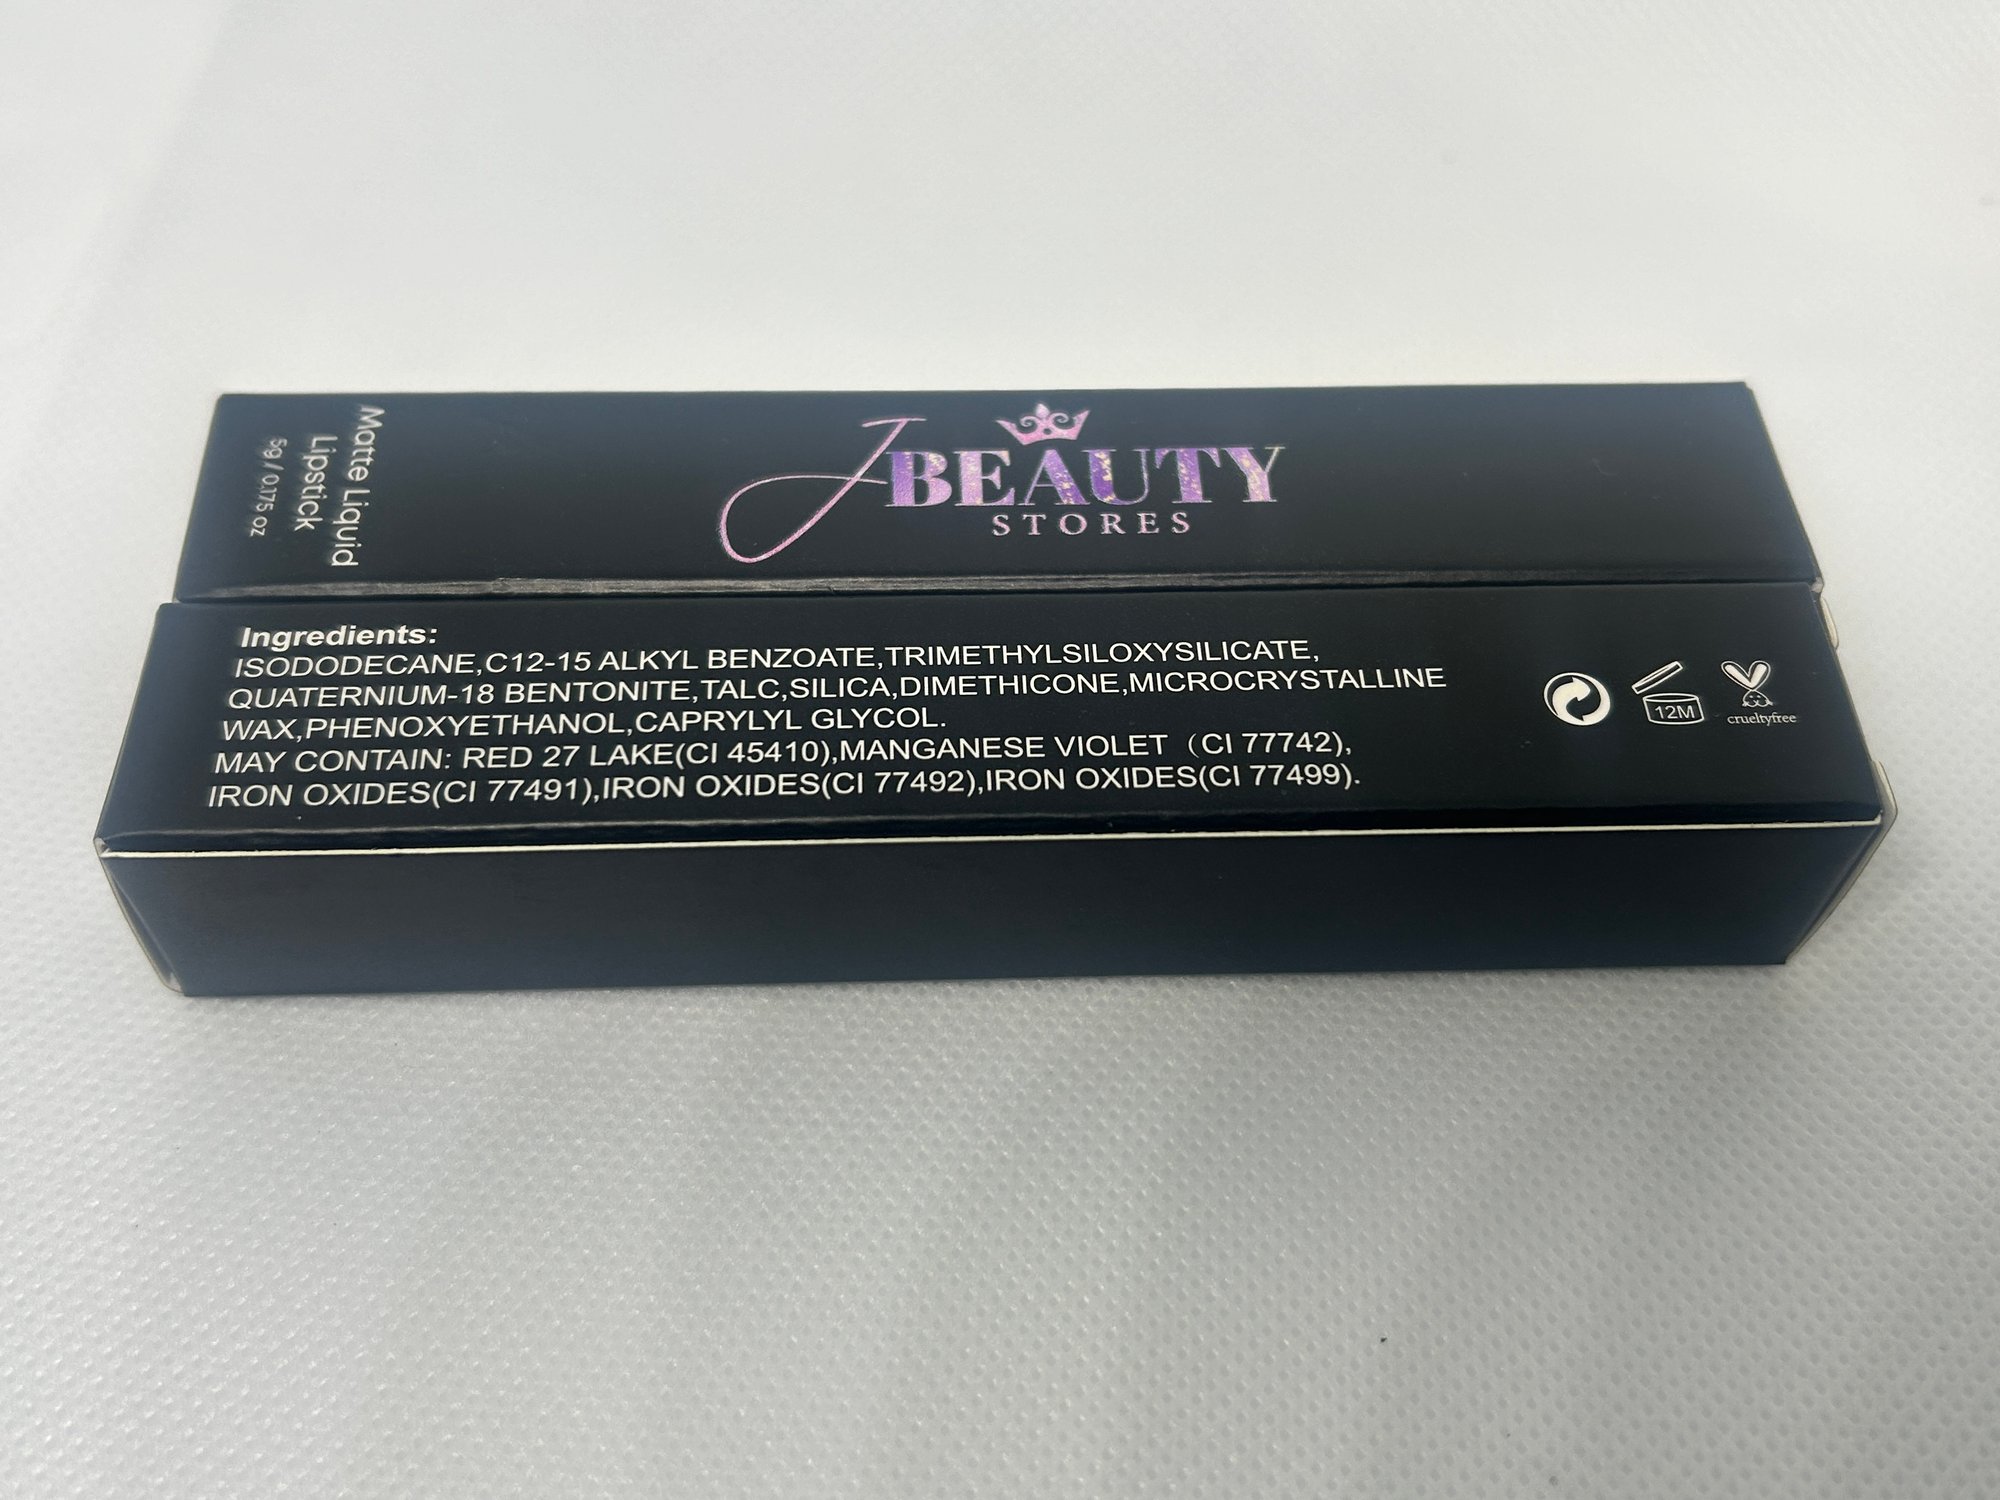 Matte Liquid
Lipstick
5g / 0.175 oz
JBEAUTY
STORES
Ingredients:
ISODODECANE,C12-15 ALKYL BENZOATE,TRIMETHYLSILOXYSILICATE,
QUATERNIUM-18 BENTONITE,TALC,SILICA,DIMETHICONE,MICROCRYSTALLINE
WAX,PHENOXYETHANOL,CAPRYLYL GLYCOL.
MAY CONTAIN: RED 27 LAKE(CI 45410),MANGANESE VIOLET（CI 77742),
IRON OXIDES(CI 77491),IRON OXIDES(CI 77492),IRON OXIDES(CI 77499).
12M
crueltyfree